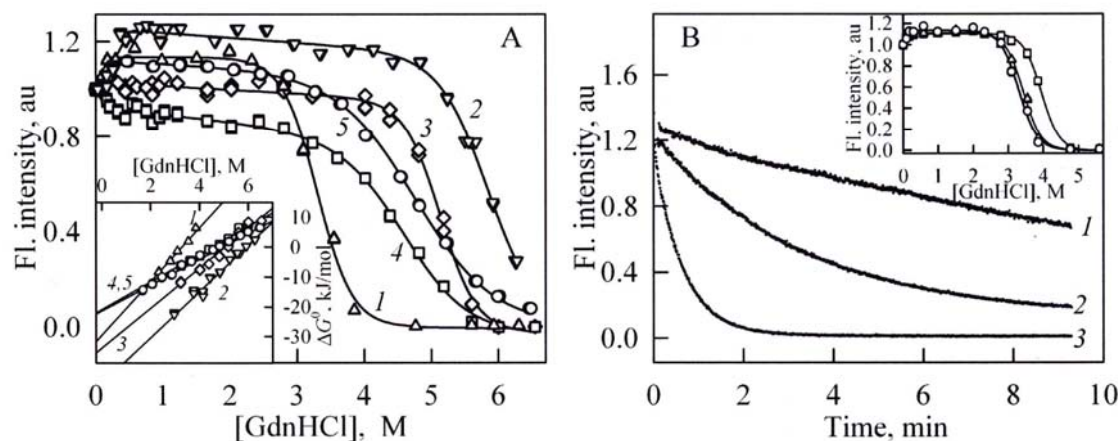 A
Fl. intensity, au
1.2
0.8
0.4
0.0
1
2
3
4
5
0 1 2 3 4 5 6 7
[GdnHCl], M
[GdnHCl], M
0 2 4 6
10
0
-10
-20
-30
ΔG⁰, kJ/mol
1
4,5
2
3
B
Fl. intensity, au
1.6
1.2
0.8
0.4
0.0
1
2
3
0 2 4 6 8 10
Time, min
Fl. intensity, au
1.2
1.0
0.8
0.6
0.4
0.2
0.0
0 1 2 3 4 5
[GdnHCl], M